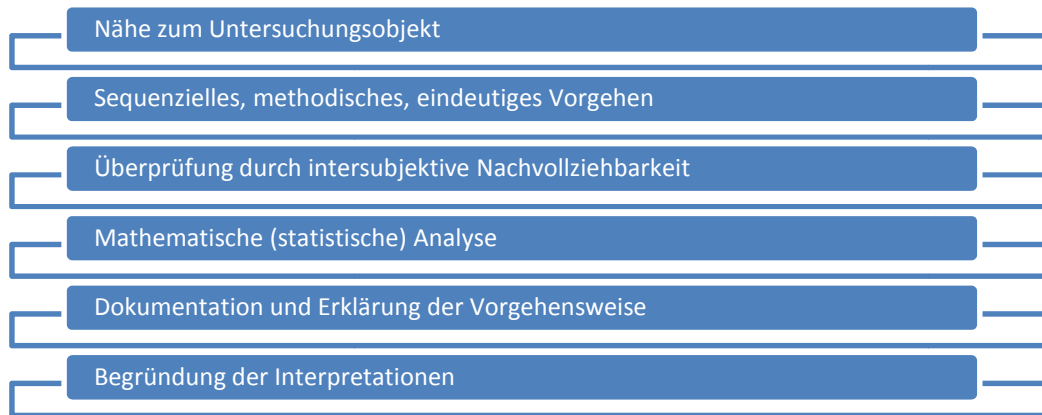 Nähe zum Untersuchungsobjekt
Sequenzielles, methodisches, eindeutiges Vorgehen
Überprüfung durch intersubjektive Nachvollziehbarkeit
Mathematische (statistische) Analyse
Dokumentation und Erklärung der Vorgehensweise
Begründung der Interpretationen